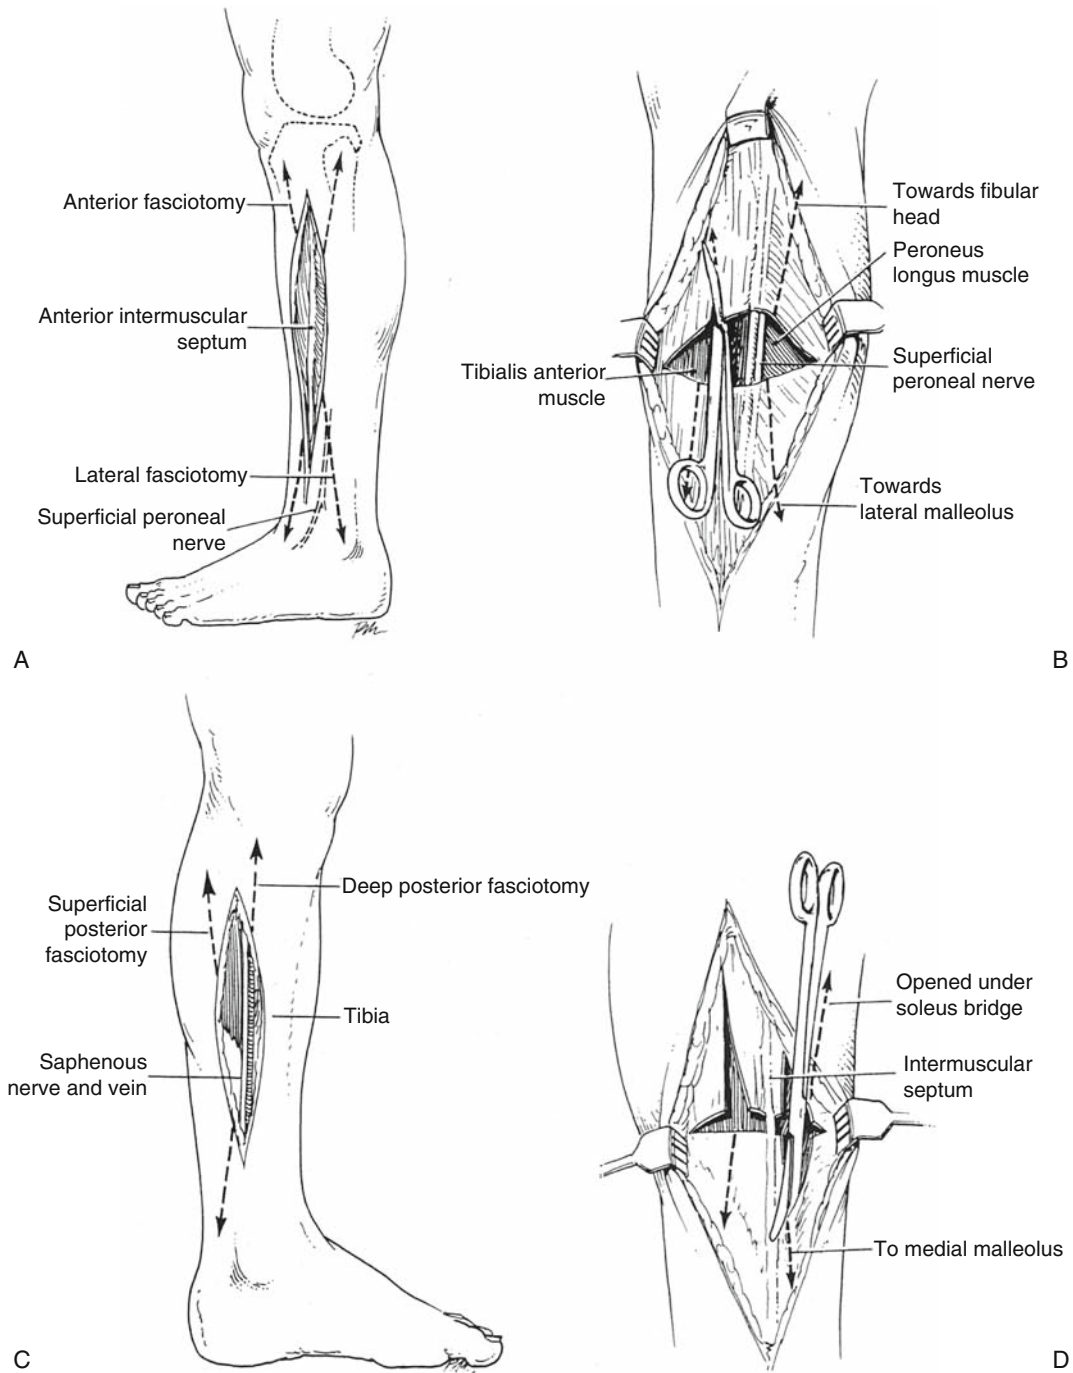 Anterior fasciotomy
Anterior intermuscular
septum
Lateral fasciotomy
Superficial peroneal
nerve
A
Towards fibular
head
Peroneus
longus muscle
Tibialis anterior
muscle
Superficial
peroneal nerve
Towards
lateral malleolus
B
Superficial
posterior
fasciotomy
Deep posterior fasciotomy
Tibia
Saphenous
nerve and vein
C
Opened under
soleus bridge
Intermuscular
septum
To medial malleolus
D